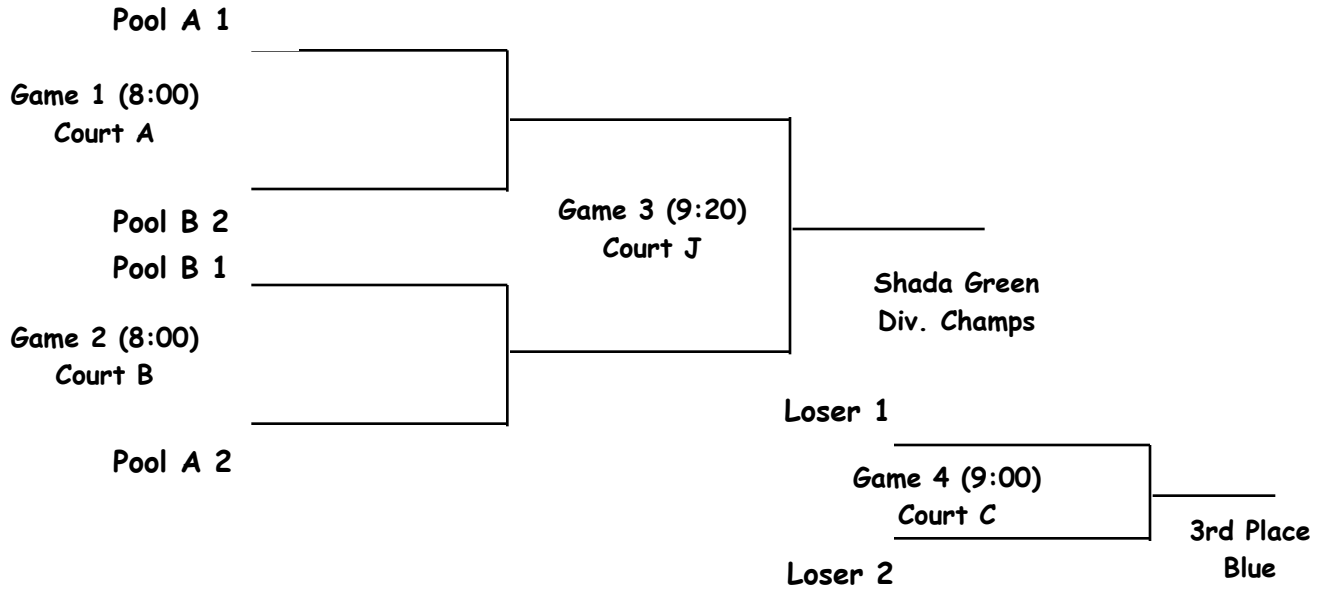 Pool A 1
Game 1 (8:00)
Court A
Pool B 2
Pool B 1
Game 2 (8:00)
Court B
Pool A 2
Game 3 (9:20)
Court J
Shada Green
Div. Champs
Loser 1
Game 4 (9:00)
Court C
Loser 2
3rd Place
Blue